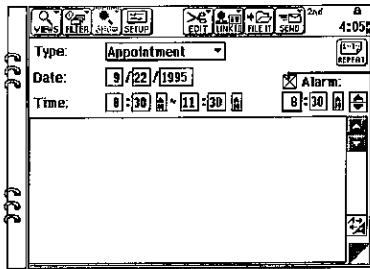 VIEWS FILTER SHOW SETUP EDIT LINKED FILE IT SEND 2nd 4:05
Type: Appointment REPEAT
Date: 9/22/1995 Alarm:
Time: 8:30 A ~ 11:30 A 8:30 A